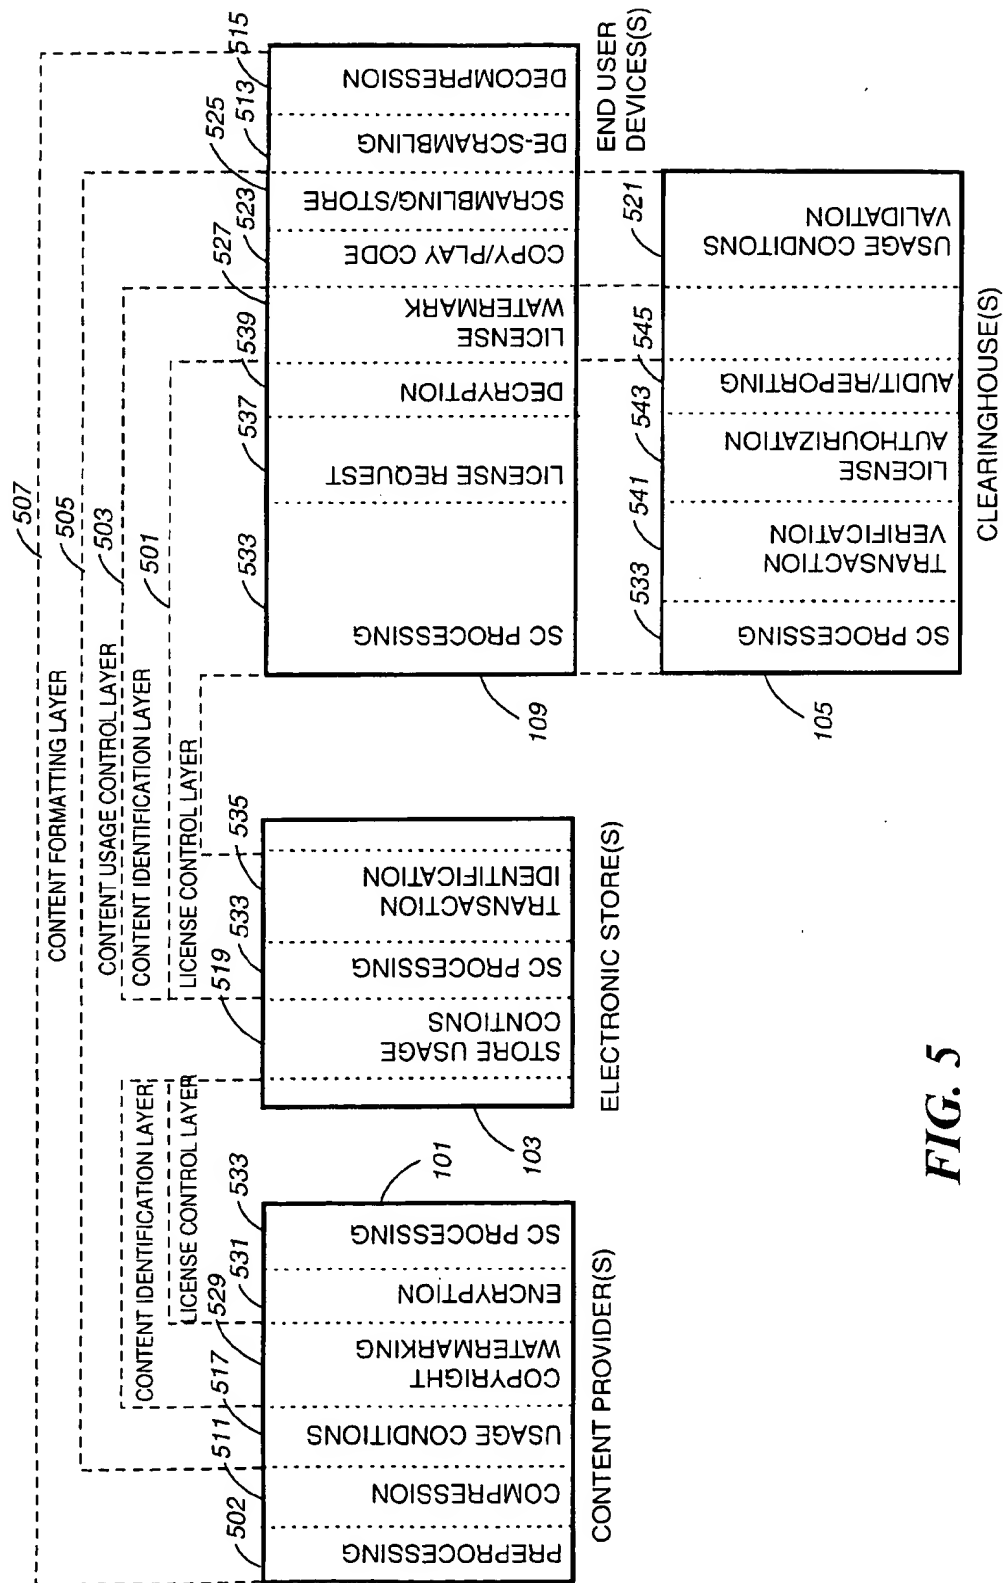 507
CONTENT FORMATTING LAYER
505
CONTENT USAGE CONTROL LAYER
503
CONTENT IDENTIFICATION LAYER
501
LICENSE CONTROL LAYER
CONTENT IDENTIFICATION LAYER
LICENSE CONTROL LAYER
502
511
517
529
531
533
PREPROCESSING
COMPRESSION
USAGE CONDITIONS
COPYRIGHT
WATERMARKING
ENCRYPTION
SC PROCESSING
101
CONTENT PROVIDER(S)
519
533
535
STORE USAGE
CONTIONS
SC PROCESSING
TRANSACTION
IDENTIFICATION
103
ELECTRONIC STORE(S)
533
537
539
527
523
525
513
515
SC PROCESSING
LICENSE REQUEST
DECRYPTION
LICENSE
WATERMARK
COPY/PLAY CODE
SCRAMBLING/STORE
DE-SCRAMBLING
DECOMPRESSION
109
END USER
DEVICES(S)
533
541
543
545
521
SC PROCESSING
TRANSACTION
VERIFICATION
LICENSE
AUTHOURIZATION
AUDIT/REPORTING
USAGE CONDITONS
VALIDATION
105
CLEARINGHOUSE(S)
FIG. 5